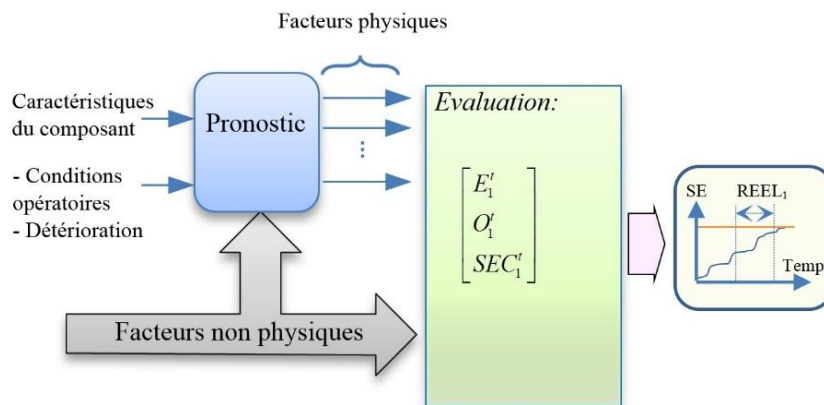 Facteurs physiques
Caractéristiques
du composant
Pronostic
- Conditions
opératoires
- Détérioration
...
Evaluation:
E₁ᵗ
O₁ᵗ
SEC₁ᵗ
SE
REEL₁
Temp
Facteurs non physiques